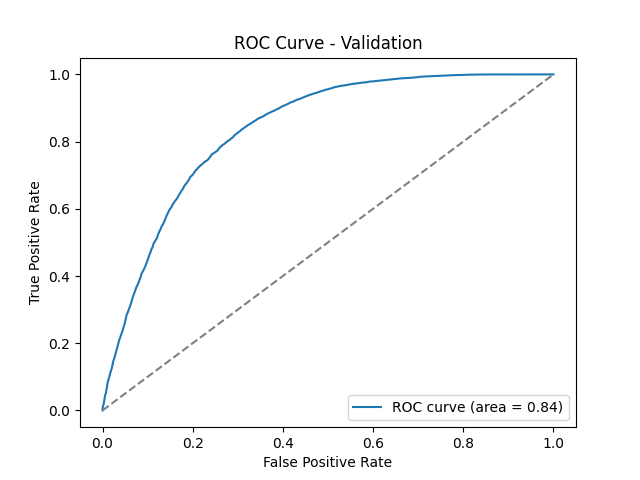 ROC Curve - Validation
True Positive Rate
1.0
0.8
0.6
0.4
0.2
0.0
ROC curve (area = 0.84)
0.0 0.2 0.4 0.6 0.8 1.0
False Positive Rate